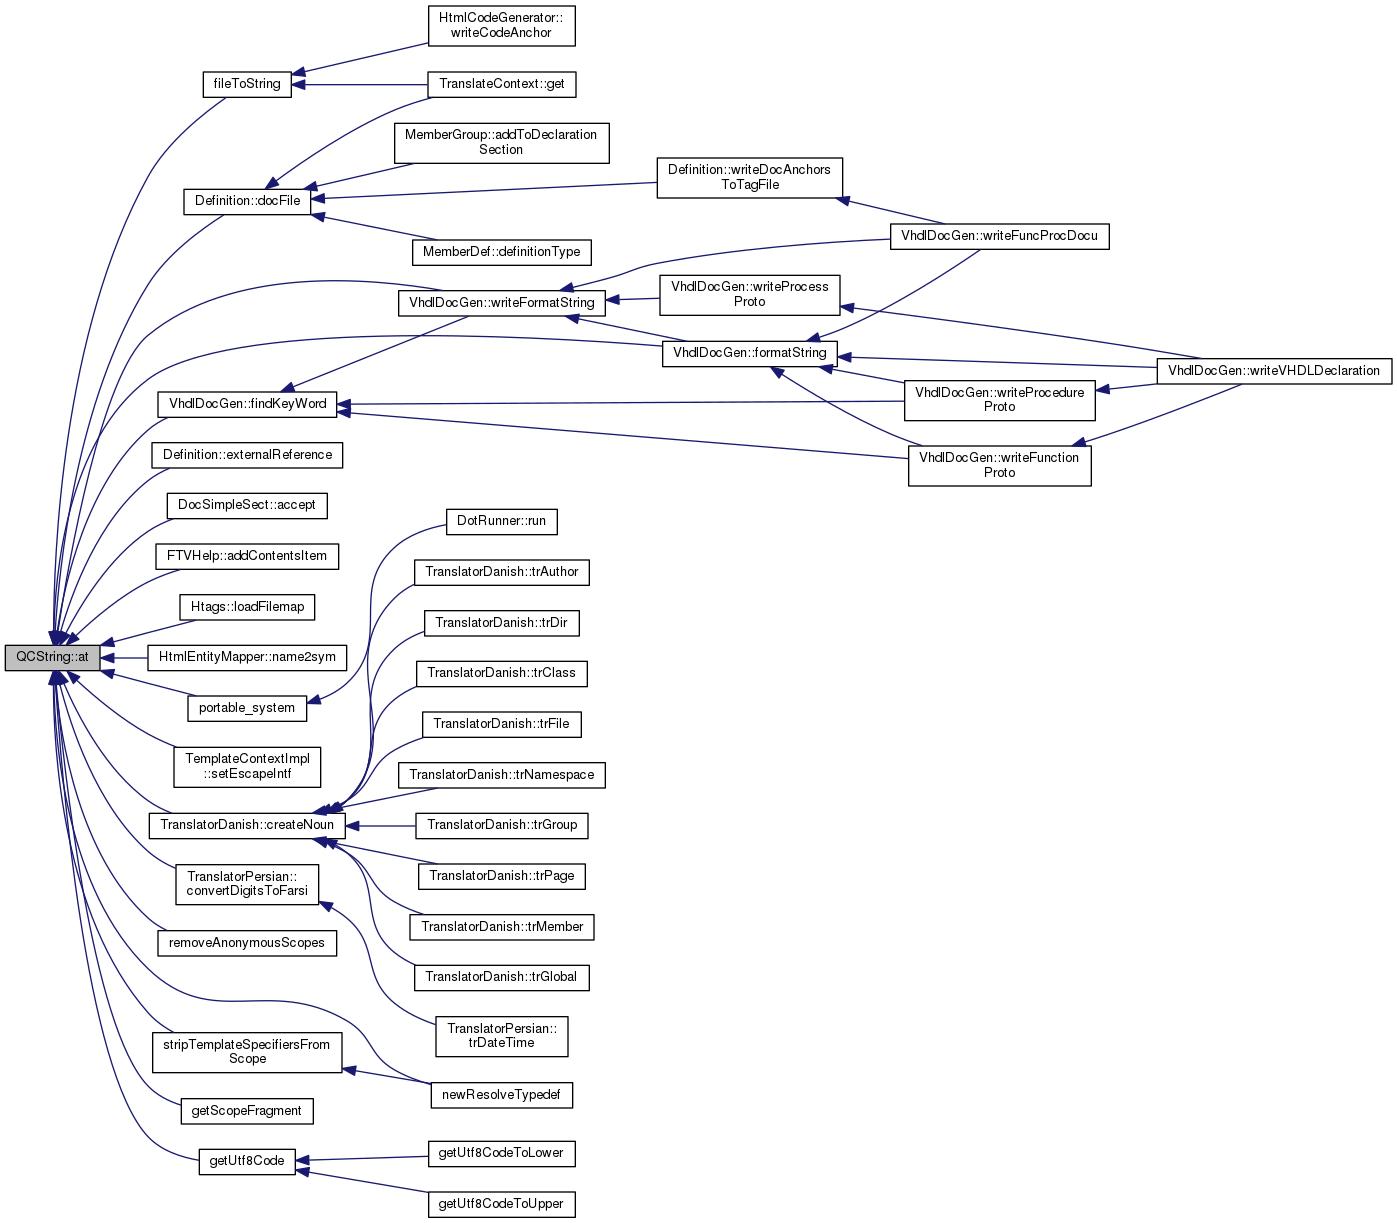 HtmlCodeGenerator::
writeCodeAnchor
fileToString
TranslateContext::get
MemberGroup::addToDeclaration
Section
Definition::writeDocAnchors
ToTagFile
Definition::docFile
VhdlDocGen::writeFuncProcDocu
MemberDef::definitionType
VhdlDocGen::writeProcess
Proto
VhdlDocGen::writeFormatString
VhdlDocGen::formatString
VhdlDocGen::writeVHDLDeclaration
VhdlDocGen::findKeyWord
VhdlDocGen::writeProcedure
Proto
Definition::externalReference
VhdlDocGen::writeFunction
Proto
DocSimpleSect::accept
DotRunner::run
FTVHelp::addContentsItem
TranslatorDanish::trAuthor
Htags::loadFilemap
TranslatorDanish::trDir
QCString::at
HtmlEntityMapper::name2sym
TranslatorDanish::trClass
portable_system
TranslatorDanish::trFile
TemplateContextImpl
::setEscapeIntf
TranslatorDanish::trNamespace
TranslatorDanish::createNoun
TranslatorDanish::trGroup
TranslatorPersian::
convertDigitsToFarsi
TranslatorDanish::trPage
removeAnonymousScopes
TranslatorDanish::trMember
TranslatorDanish::trGlobal
TranslatorPersian::
trDateTime
stripTemplateSpecifiersFrom
Scope
newResolveTypedef
getScopeFragment
getUtf8Code
getUtf8CodeToLower
getUtf8CodeToUpper